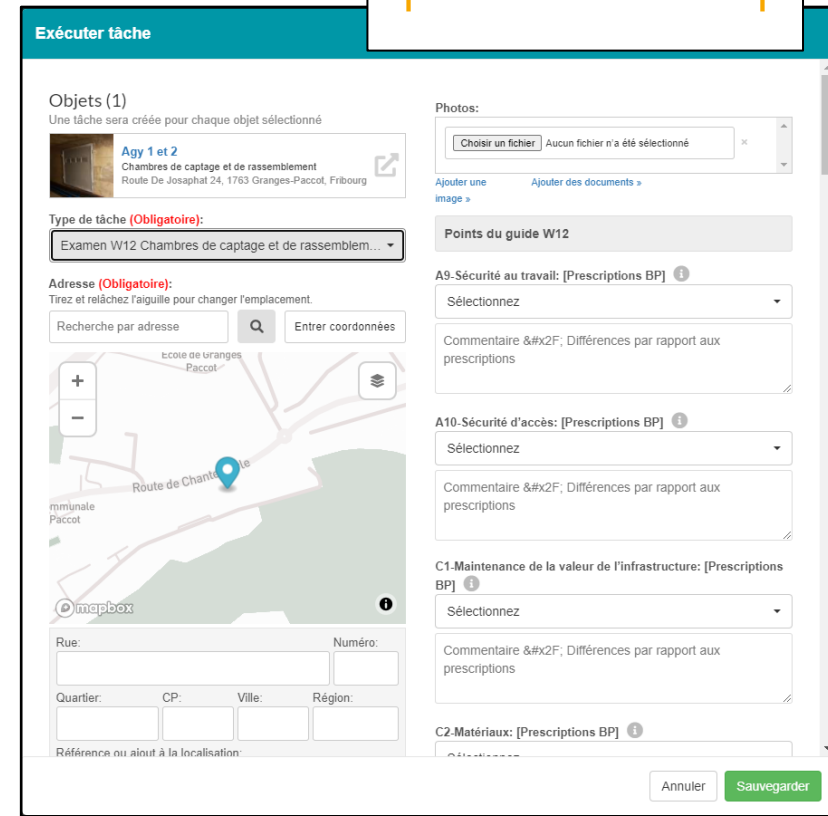 Exécuter tâche
Objets (1)
Une tâche sera créée pour chaque objet sélectionné
Agy 1 et 2
Chambres de captage et de rassemblement
Route De Josaphat 24, 1763 Granges-Paccot, Fribourg
Type de tâche (Obligatoire):
Examen W12 Chambres de captage et de rassemblem...
Adresse (Obligatoire):
Tirez et relâchez l'aiguille pour changer l'emplacement.
Recherche par adresse
Entrer coordonnées
École de Granges
Paccot
+
−
Route de Chante
le
mmunale
Paccot
mapbox
Rue:
Numéro:
Quartier:
CP:
Ville:
Région:
Référence ou ajout à la localisation:
Photos:
Choisir un fichier Aucun fichier n'a été sélectionné
×
Ajouter une
image »
Ajouter des documents »
Points du guide W12
A9-Sécurité au travail: [Prescriptions BP]
Sélectionnez
Commentaire &#x2F; Différences par rapport aux
prescriptions
A10-Sécurité d'accès: [Prescriptions BP]
Sélectionnez
Commentaire &#x2F; Différences par rapport aux
prescriptions
C1-Maintenance de la valeur de l'infrastructure: [Prescriptions
BP]
Sélectionnez
Commentaire &#x2F; Différences par rapport aux
prescriptions
C2-Matériaux: [Prescriptions BP]
Sélectionnez
Annuler
Sauvegarder